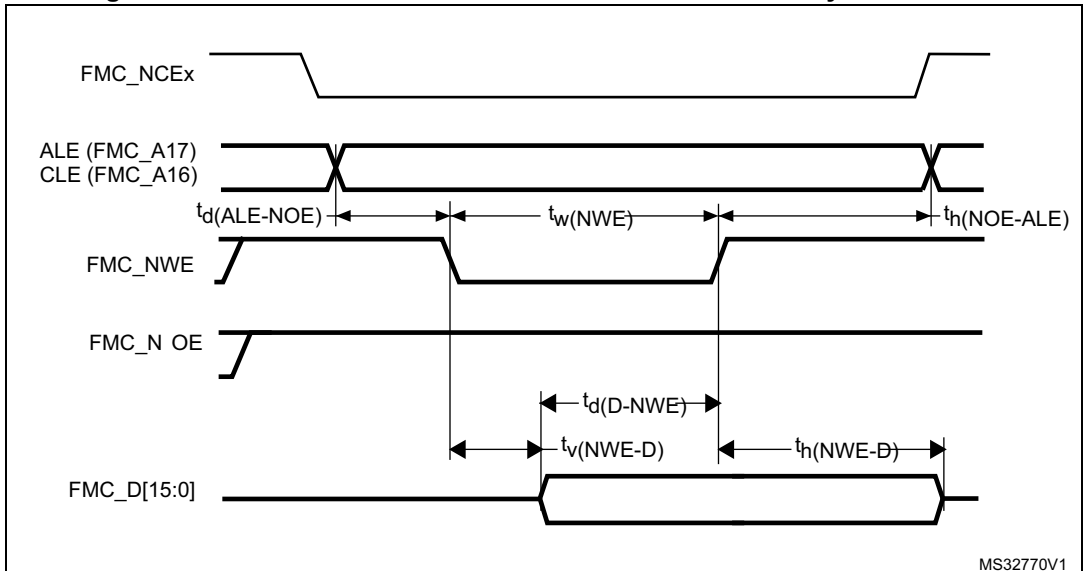 FMC_NCEx
ALE (FMC_A17)
CLE (FMC_A16)
td(ALE-NOE)
tw(NWE)
th(NOE-ALE)
FMC_NWE
FMC_N OE
td(D-NWE)
tv(NWE-D)
th(NWE-D)
FMC_D[15:0]
MS32770V1